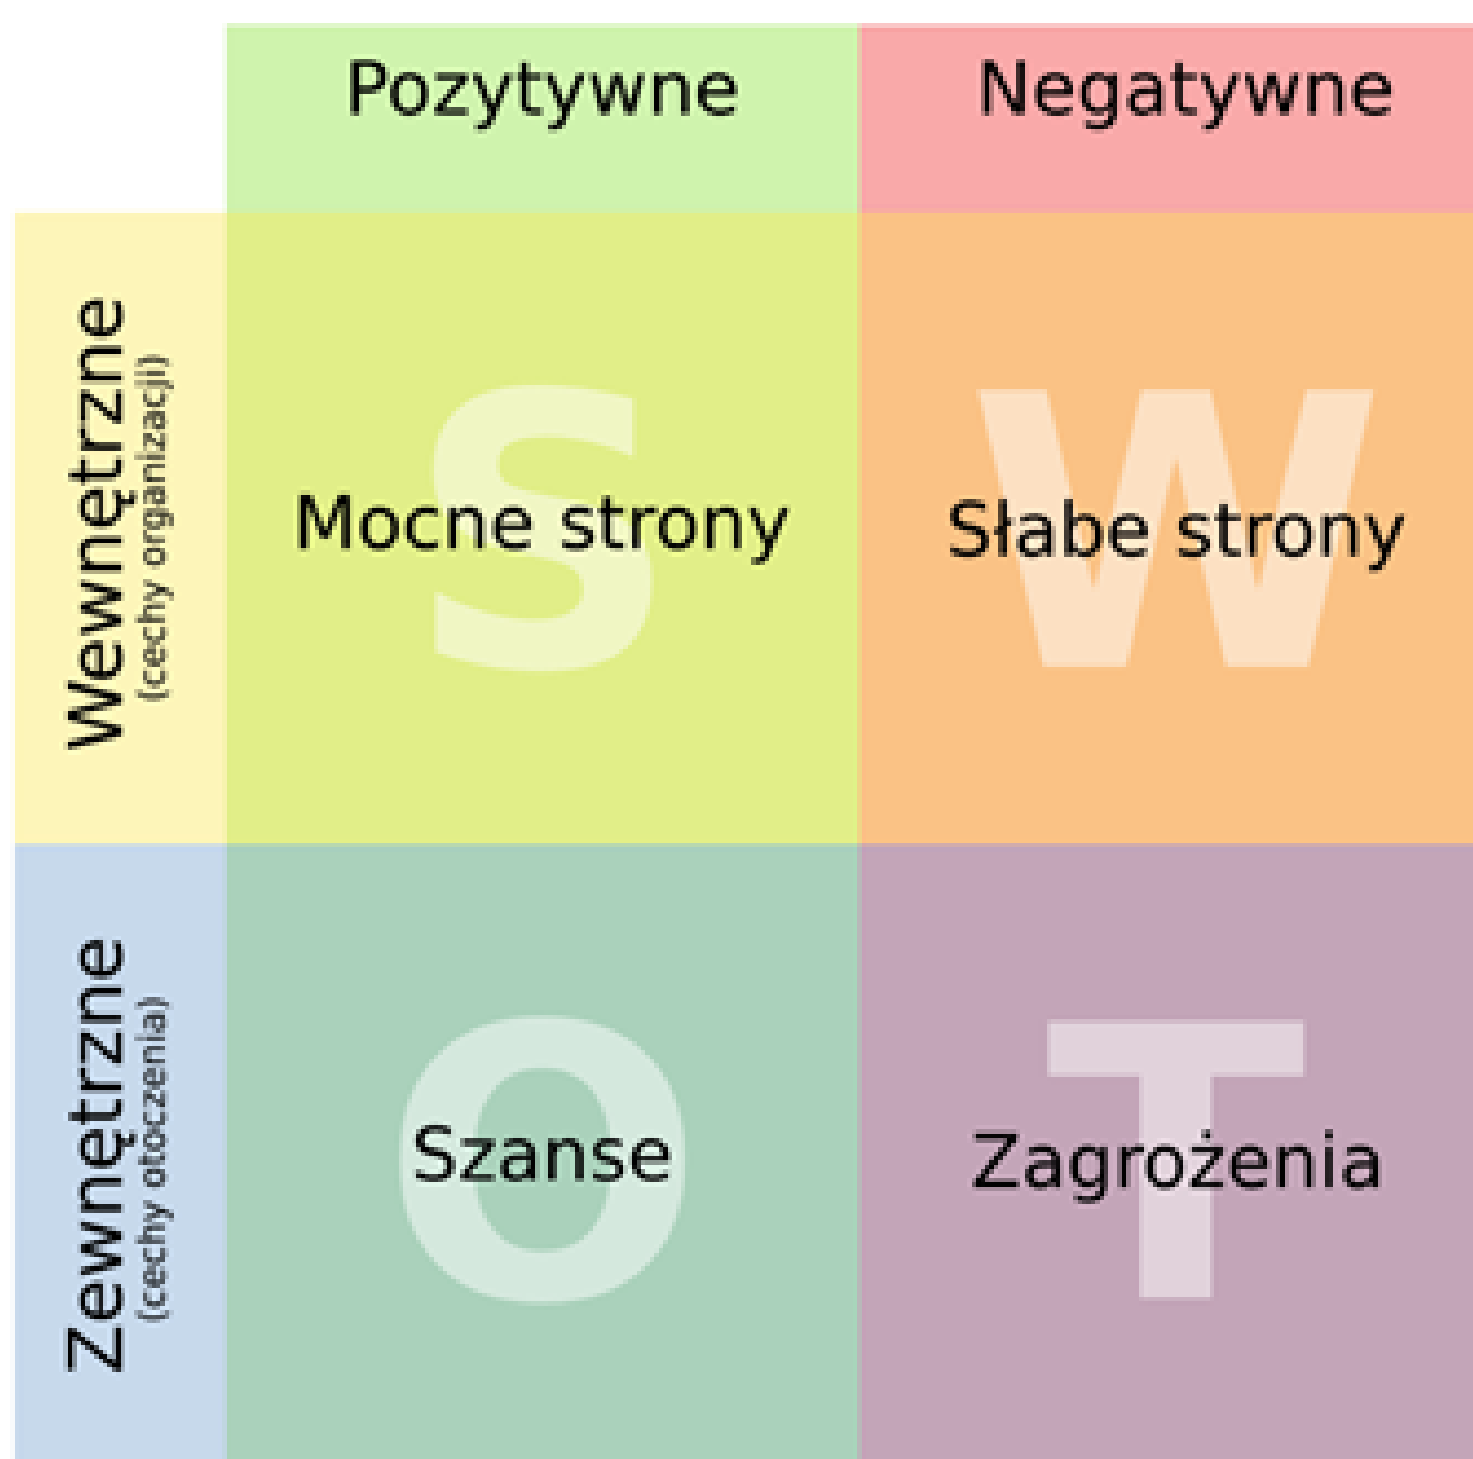 Pozytywne
Negatywne
Wewnętrzne
(cechy organizacji)
S
Mocne strony
W
Słabe strony
Zewnętrzne
(cechy otoczenia)
O
Szanse
T
Zagrożenia